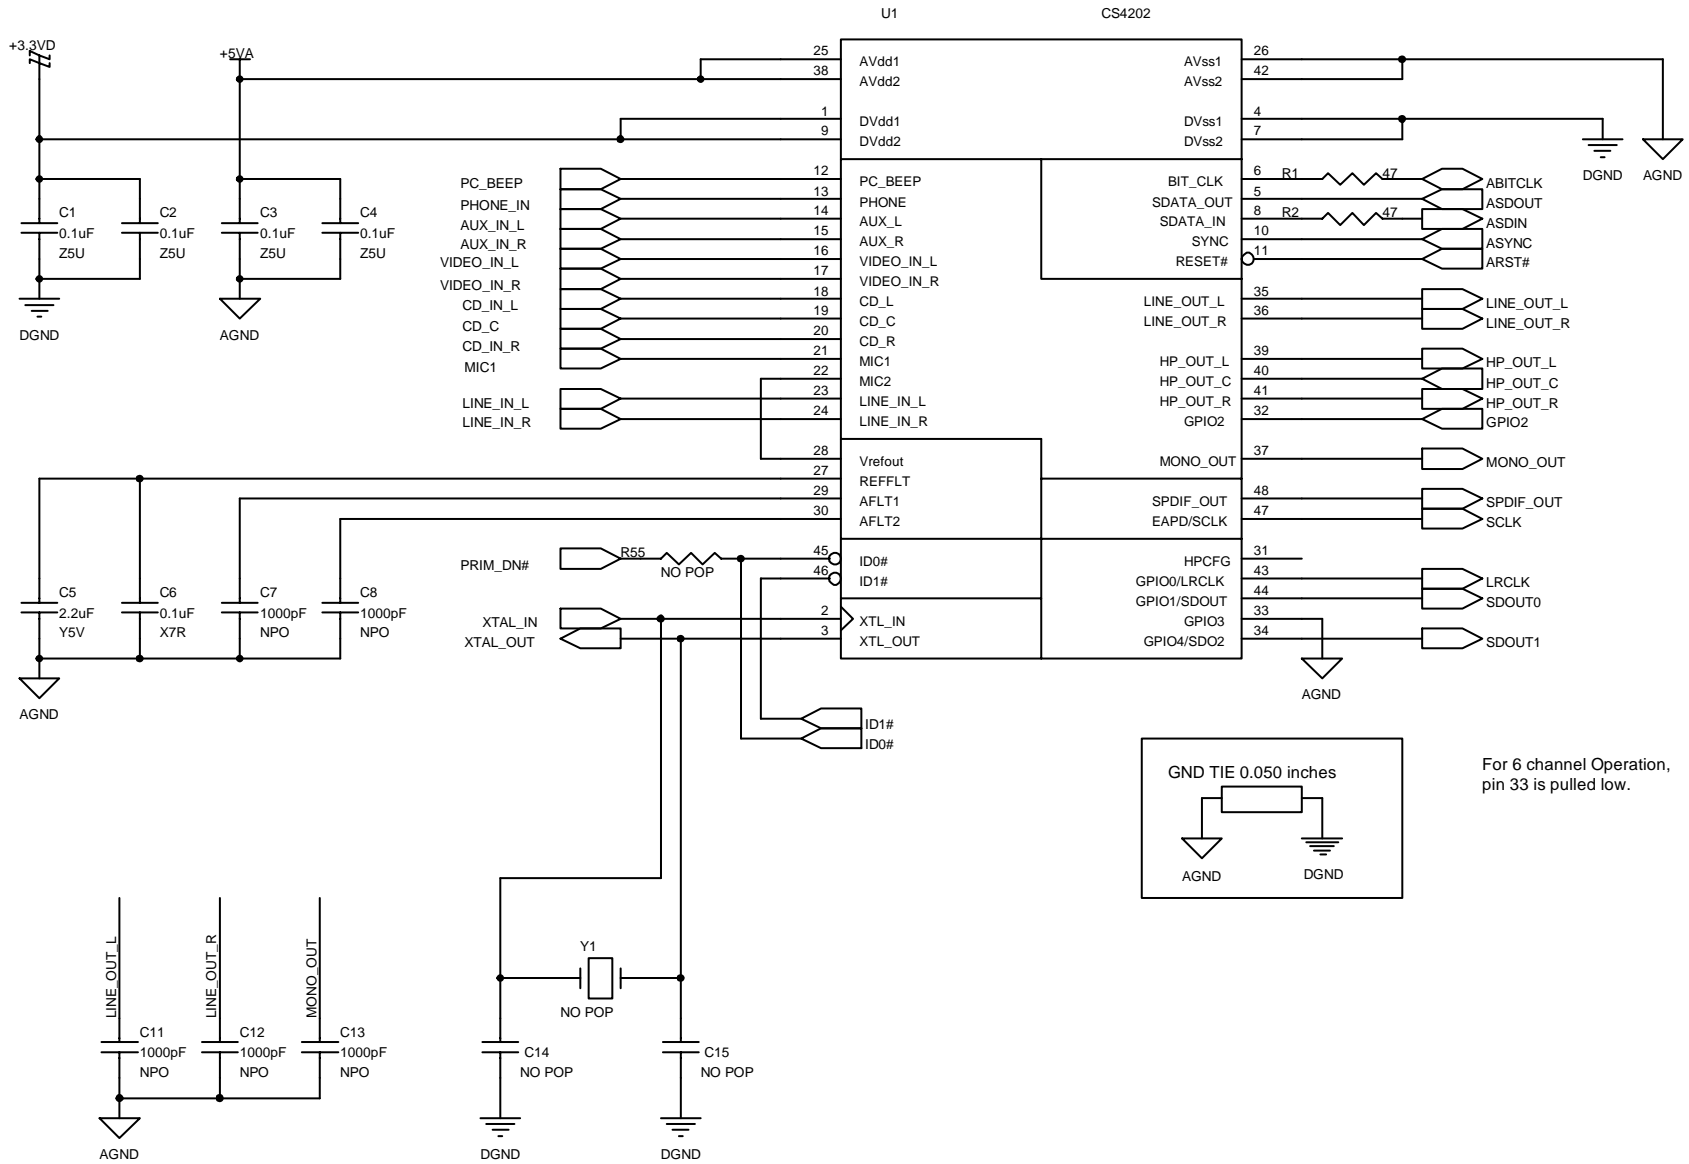 U1 CS4202
+3.3VD
+5VA
25 AVdd1 AVss1 26
38 AVdd2 AVss2 42
1 DVdd1 DVss1 4
9 DVdd2 DVss2 7
DGND AGND
PC_BEEP 12 PC_BEEP BIT_CLK 6 R1 47 ABITCLK
PHONE_IN 13 PHONE SDATA_OUT 5 ASDOUT
AUX_IN_L 14 AUX_L SDATA_IN 8 R2 47 ASDIN
AUX_IN_R 15 AUX_R SYNC 10 ASYNC
VIDEO_IN_L 16 VIDEO_IN_L RESET# 11 ARST#
VIDEO_IN_R 17 VIDEO_IN_R
CD_IN_L 18 CD_L LINE_OUT_L 35 LINE_OUT_L
CD_C 19 CD_C LINE_OUT_R 36 LINE_OUT_R
CD_IN_R 20 CD_R
MIC1 21 MIC1 HP_OUT_L 39 HP_OUT_L
22 MIC2 HP_OUT_C 40 HP_OUT_C
LINE_IN_L 23 LINE_IN_L HP_OUT_R 41 HP_OUT_R
LINE_IN_R 24 LINE_IN_R GPIO2 32 GPIO2
C1 C2 C3 C4
0.1uF 0.1uF 0.1uF 0.1uF
Z5U Z5U Z5U Z5U
DGND AGND
28 Vrefout MONO_OUT 37 MONO_OUT
27 REFFLT
29 AFLT1 SPDIF_OUT 48 SPDIF_OUT
30 AFLT2 EAPD/SCLK 47 SCLK
PRIM_DN# R55 NO POP 45 ID0# HPCFG 31
46 ID1# GPIO0/LRCLK 43 LRCLK
GPIO1/SDOUT 44 SDOUT0
XTAL_IN 2 XTL_IN GPIO3 33
XTAL_OUT 3 XTL_OUT GPIO4/SDO2 34 SDOUT1
AGND
C5 C6 C7 C8
2.2uF 0.1uF 1000pF 1000pF
Y5V X7R NPO NPO
AGND
ID1#
ID0#
GND TIE 0.050 inches
AGND DGND
For 6 channel Operation,
pin 33 is pulled low.
LINE_OUT_L LINE_OUT_R MONO_OUT
C11 C12 C13
1000pF 1000pF 1000pF
NPO NPO NPO
AGND
Y1
NO POP
C14 C15
NO POP NO POP
DGND DGND